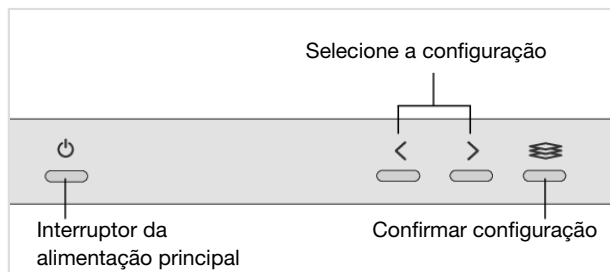 Selecione a configuração
Interruptor da
alimentação principal
Confirmar configuração